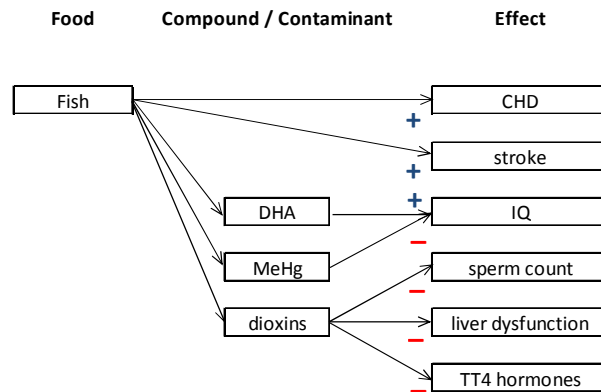 Food Compound / Contaminant Effect
Fish CHD
+
stroke
+
+
DHA IQ
−
MeHg sperm count
−
dioxins liver dysfunction
−
TT4 hormones
−